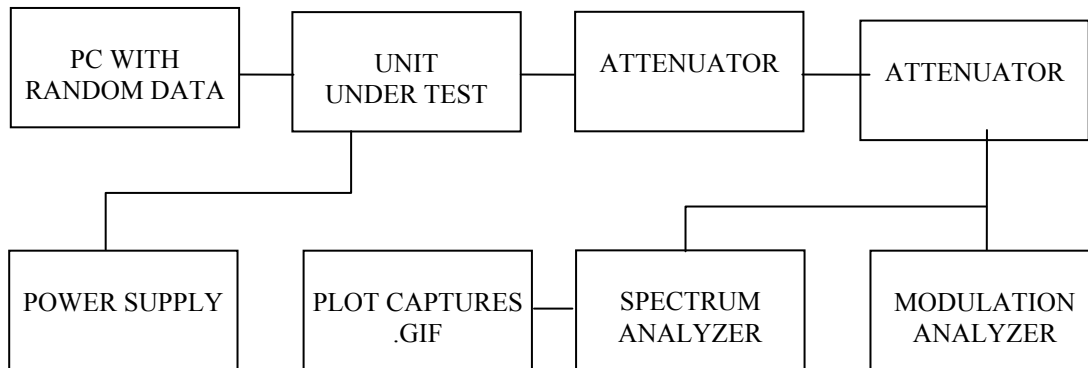 PC WITH
RANDOM DATA
UNIT
UNDER TEST
ATTENUATOR
ATTENUATOR
POWER SUPPLY
PLOT CAPTURES
.GIF
SPECTRUM
ANALYZER
MODULATION
ANALYZER